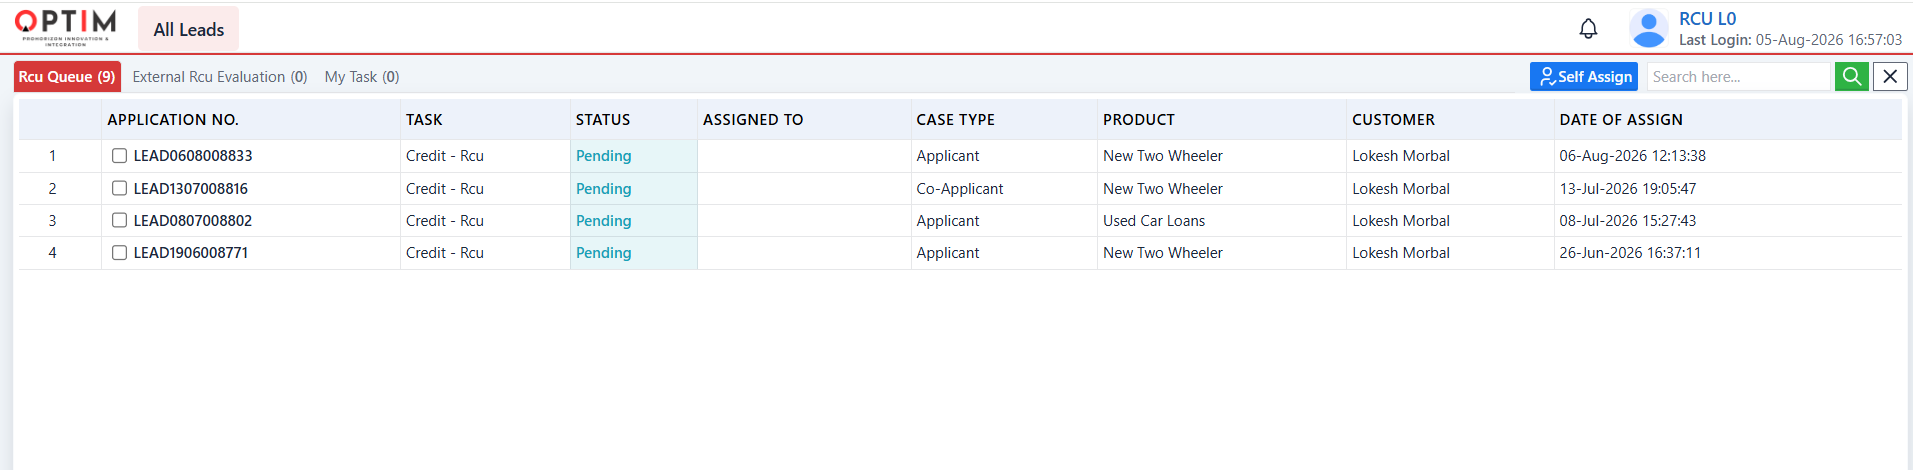 OPTIM
PROHORIZON INNOVATION &
INTEGRATION
All Leads
RCU L0
Last Login: 05-Aug-2026 16:57:03
Rcu Queue (9) External Rcu Evaluation (0) My Task (0) Self Assign Search here...
APPLICATION NO. TASK STATUS ASSIGNED TO CASE TYPE PRODUCT CUSTOMER DATE OF ASSIGN
1 LEAD0608008833 Credit - Rcu Pending Applicant New Two Wheeler Lokesh Morbal 06-Aug-2026 12:13:38
2 LEAD1307008816 Credit - Rcu Pending Co-Applicant New Two Wheeler Lokesh Morbal 13-Jul-2026 19:05:47
3 LEAD0807008802 Credit - Rcu Pending Applicant Used Car Loans Lokesh Morbal 08-Jul-2026 15:27:43
4 LEAD1906008771 Credit - Rcu Pending Applicant New Two Wheeler Lokesh Morbal 26-Jun-2026 16:37:11